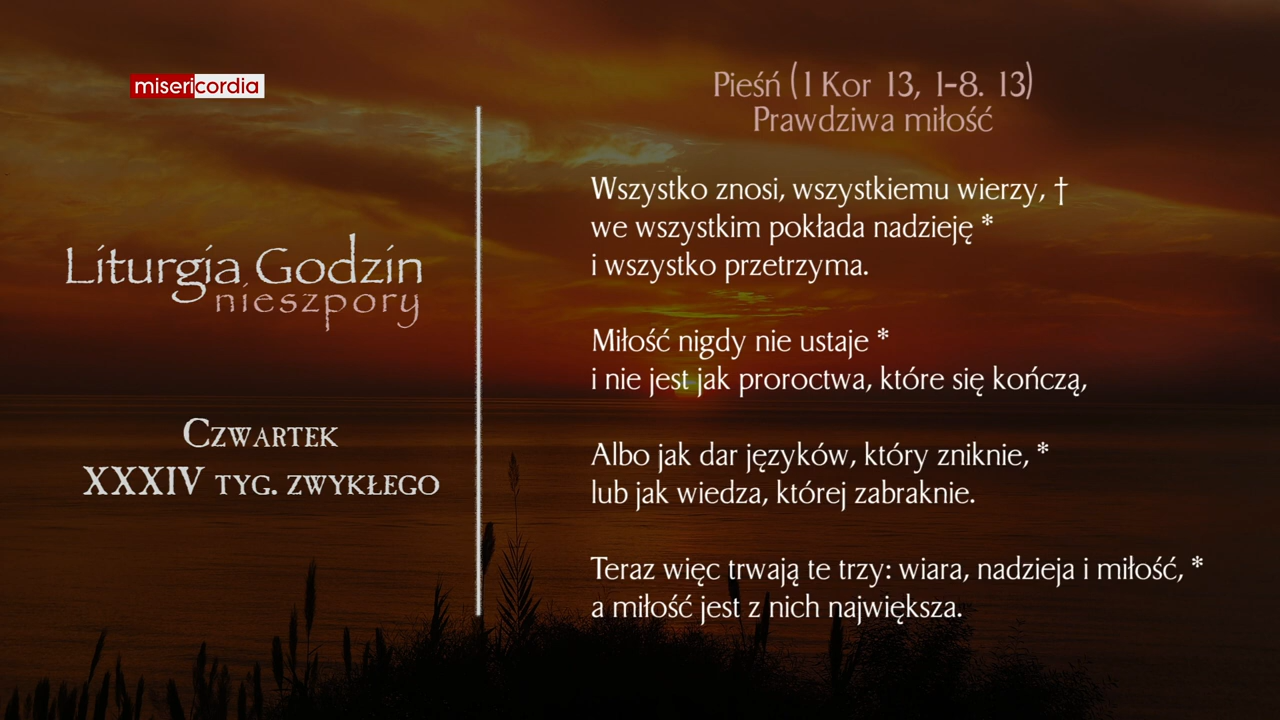 misericordia
Liturgia Godzin
nieszpory
Czwartek
XXXIV tyg. zwykłego
Pieśń (1 Kor 13, 1-8. 13)
Prawdziwa miłość
Wszystko znosi, wszystkiemu wierzy, †
we wszystkim pokłada nadzieję *
i wszystko przetrzyma.
Miłość nigdy nie ustaje *
i nie jest jak proroctwa, które się kończą,
Albo jak dar języków, który zniknie, *
lub jak wiedza, której zabraknie.
Teraz więc trwają te trzy: wiara, nadzieja i miłość, *
a miłość jest z nich największa.